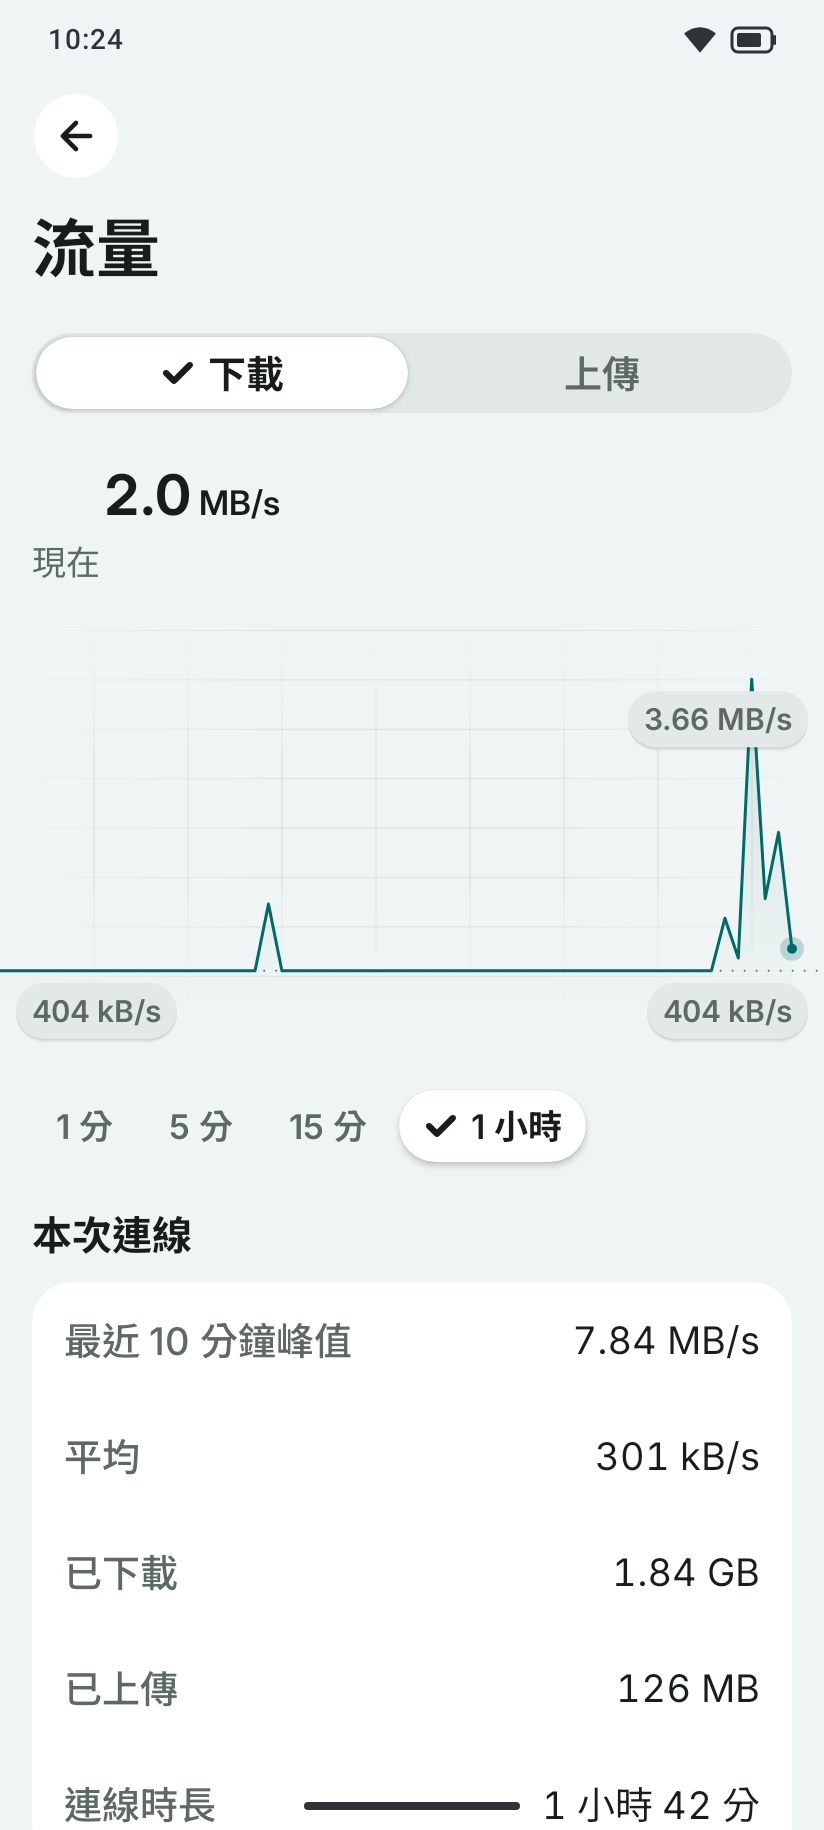 10:24
流量
下載
上傳
2.0 MB/s
現在
3.66 MB/s
404 kB/s
404 kB/s
1 分
5 分
15 分
1 小時
本次連線
最近 10 分鐘峰值
7.84 MB/s
平均
301 kB/s
已下載
1.84 GB
已上傳
126 MB
連線時長
1 小時 42 分